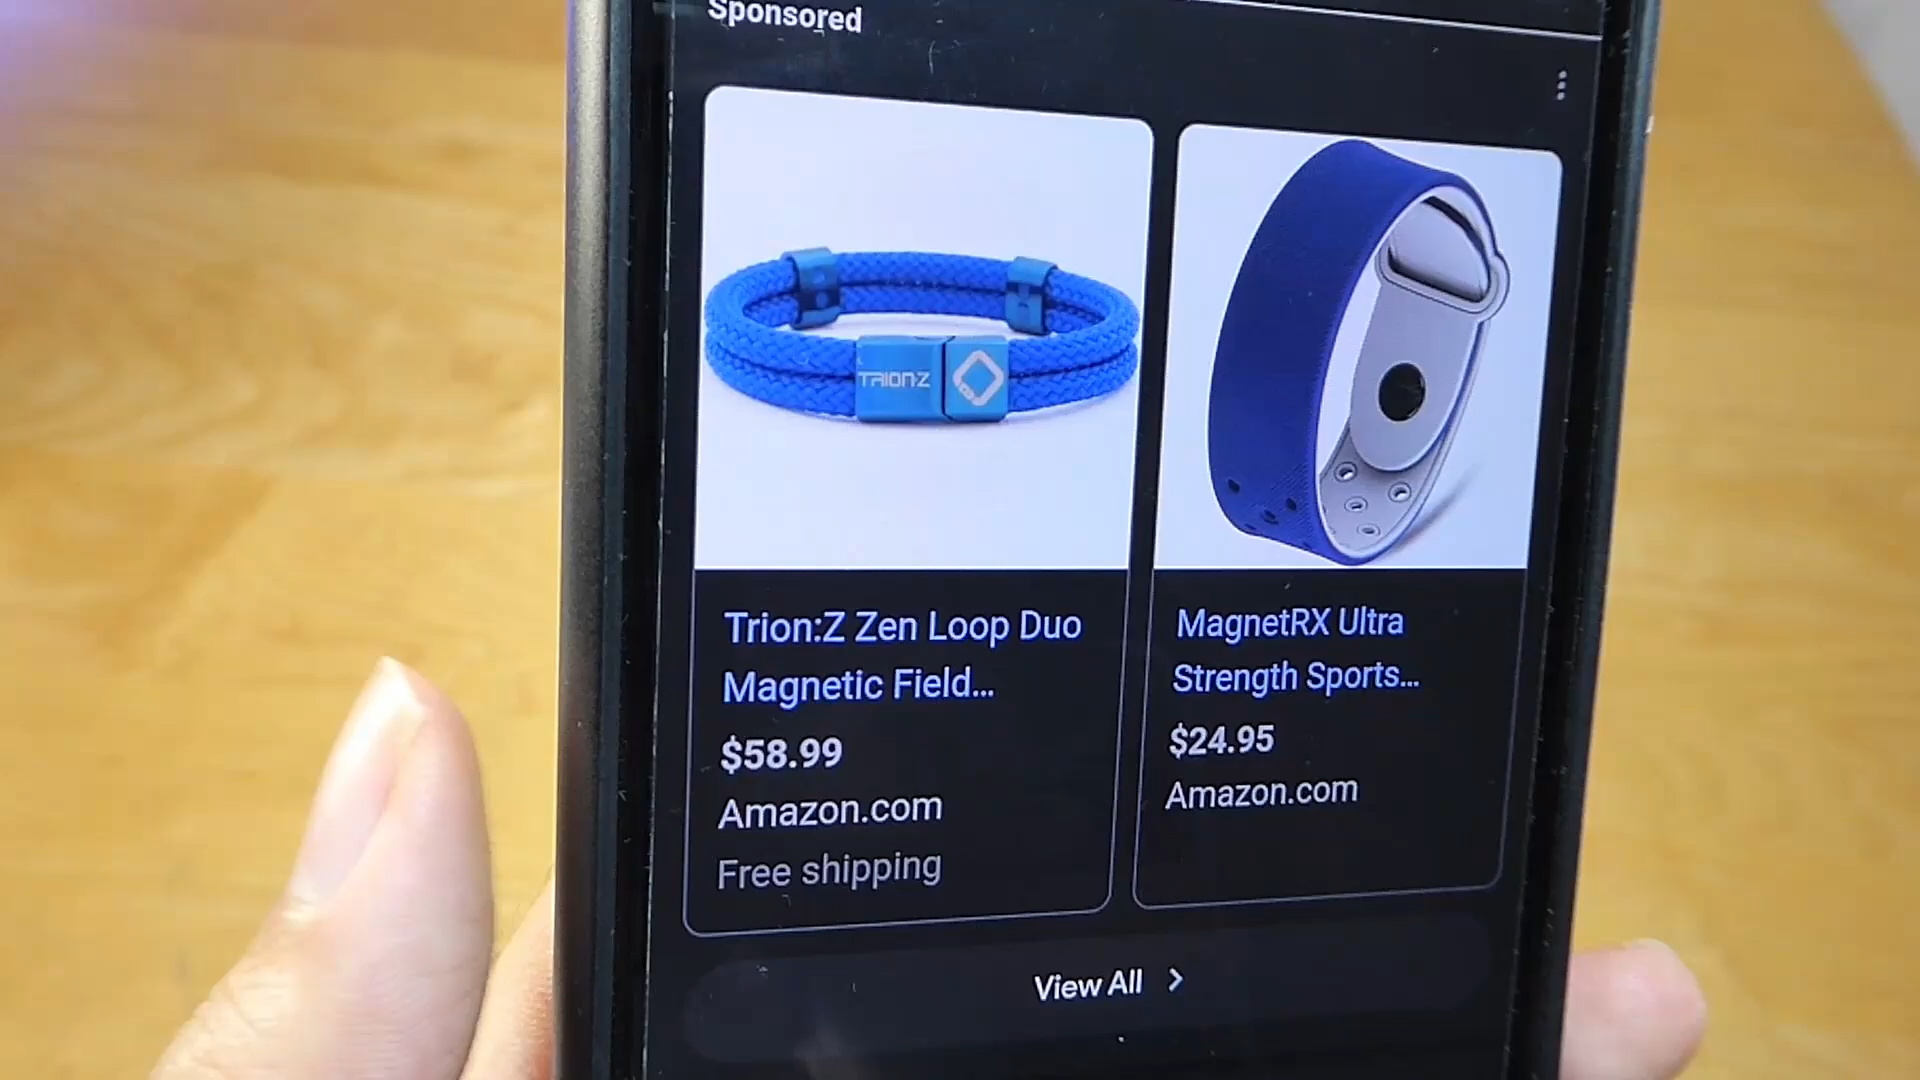 Sponsored
TRION:Z
Trion:Z Zen Loop Duo
Magnetic Field...
$58.99
Amazon.com
Free shipping
MagnetRX Ultra
Strength Sports...
$24.95
Amazon.com
View All